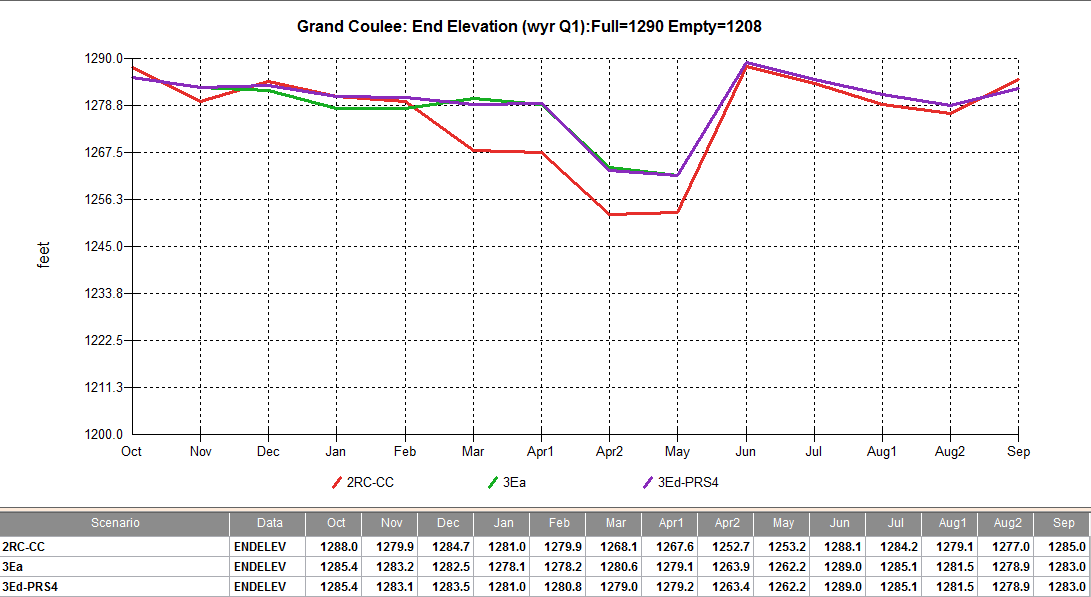 Grand Coulee: End Elevation (wyr Q1):Full=1290 Empty=1208
1290.0
1278.8
1267.5
1256.3
1245.0
1233.8
1222.5
1211.3
1200.0
feet
Oct Nov Dec Jan Feb Mar Apr1 Apr2 May Jun Jul Aug1 Aug2 Sep
2RC-CC 3Ea 3Ed-PRS4
Scenario Data Oct Nov Dec Jan Feb Mar Apr1 Apr2 May Jun Jul Aug1 Aug2 Sep
2RC-CC ENDELEV 1288.0 1279.9 1284.7 1281.0 1279.9 1268.1 1267.6 1252.7 1253.2 1288.1 1284.2 1279.1 1277.0 1285.0
3Ea ENDELEV 1285.4 1283.2 1282.5 1278.1 1278.2 1280.6 1279.1 1263.9 1262.2 1289.0 1285.1 1281.5 1278.9 1283.0
3Ed-PRS4 ENDELEV 1285.4 1283.1 1283.5 1281.0 1280.8 1279.0 1279.2 1263.4 1262.2 1289.0 1285.1 1281.5 1278.9 1283.0